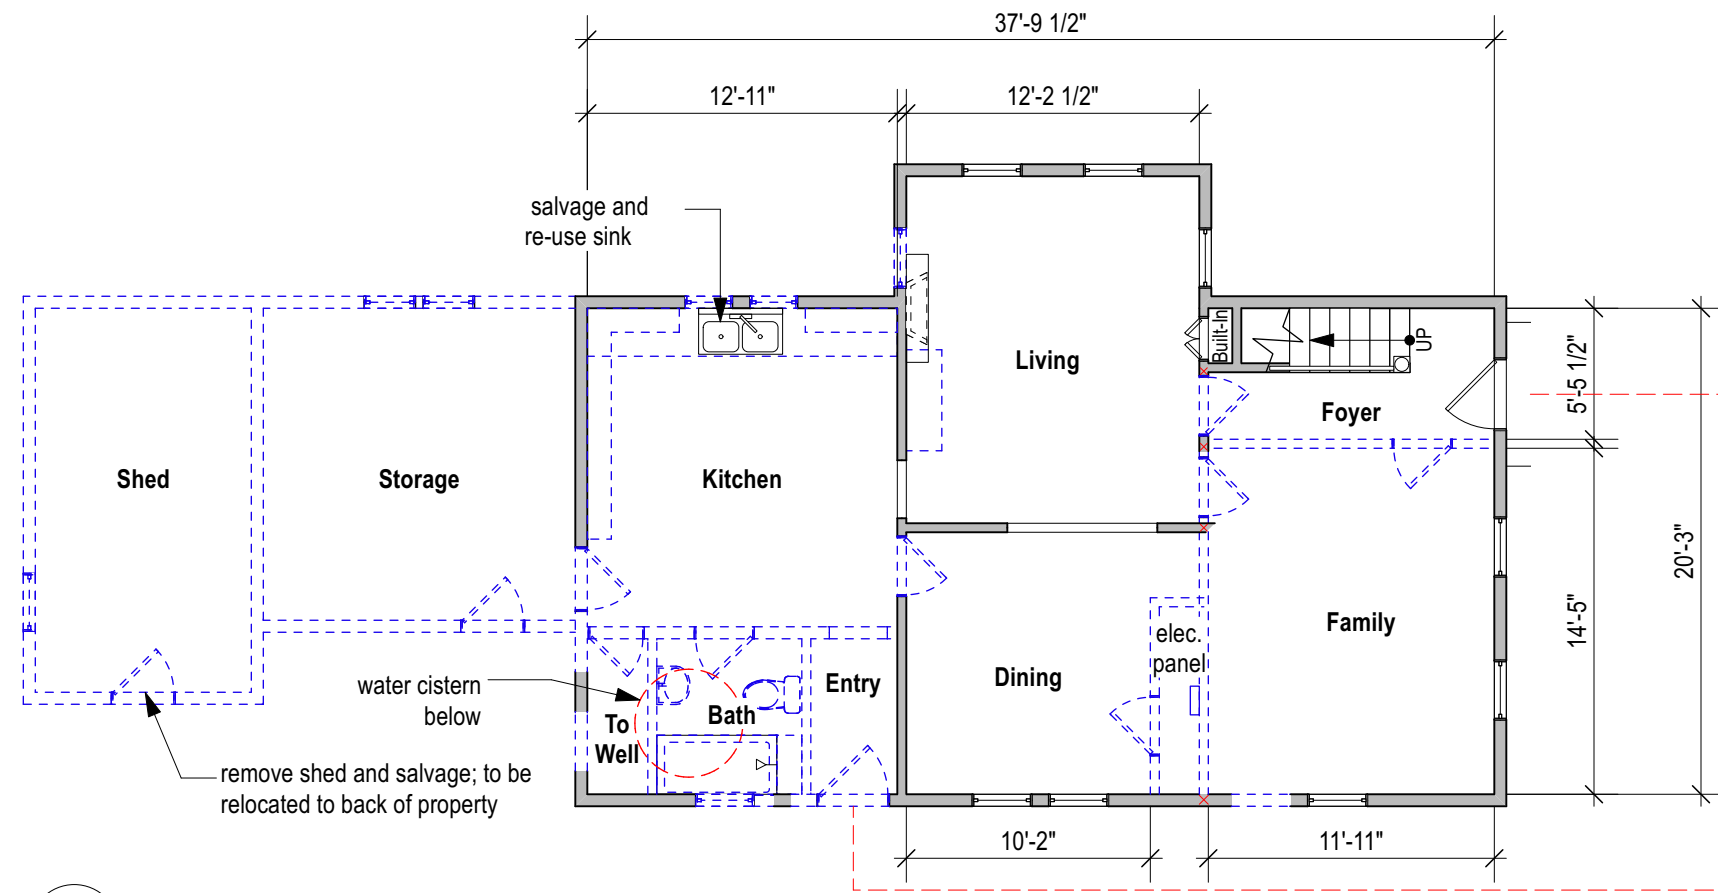 37'-9 1/2"
12'-11"
12'-2 1/2"
salvage and
re-use sink
Built-In
UP
Living
Foyer
5'-5 1/2"
Shed
Storage
Kitchen
20'-3"
14'-5"
Family
elec.
panel
Dining
water cistern
below
Entry
Bath
To
Well
remove shed and salvage; to be
relocated to back of property
10'-2"
11'-11"